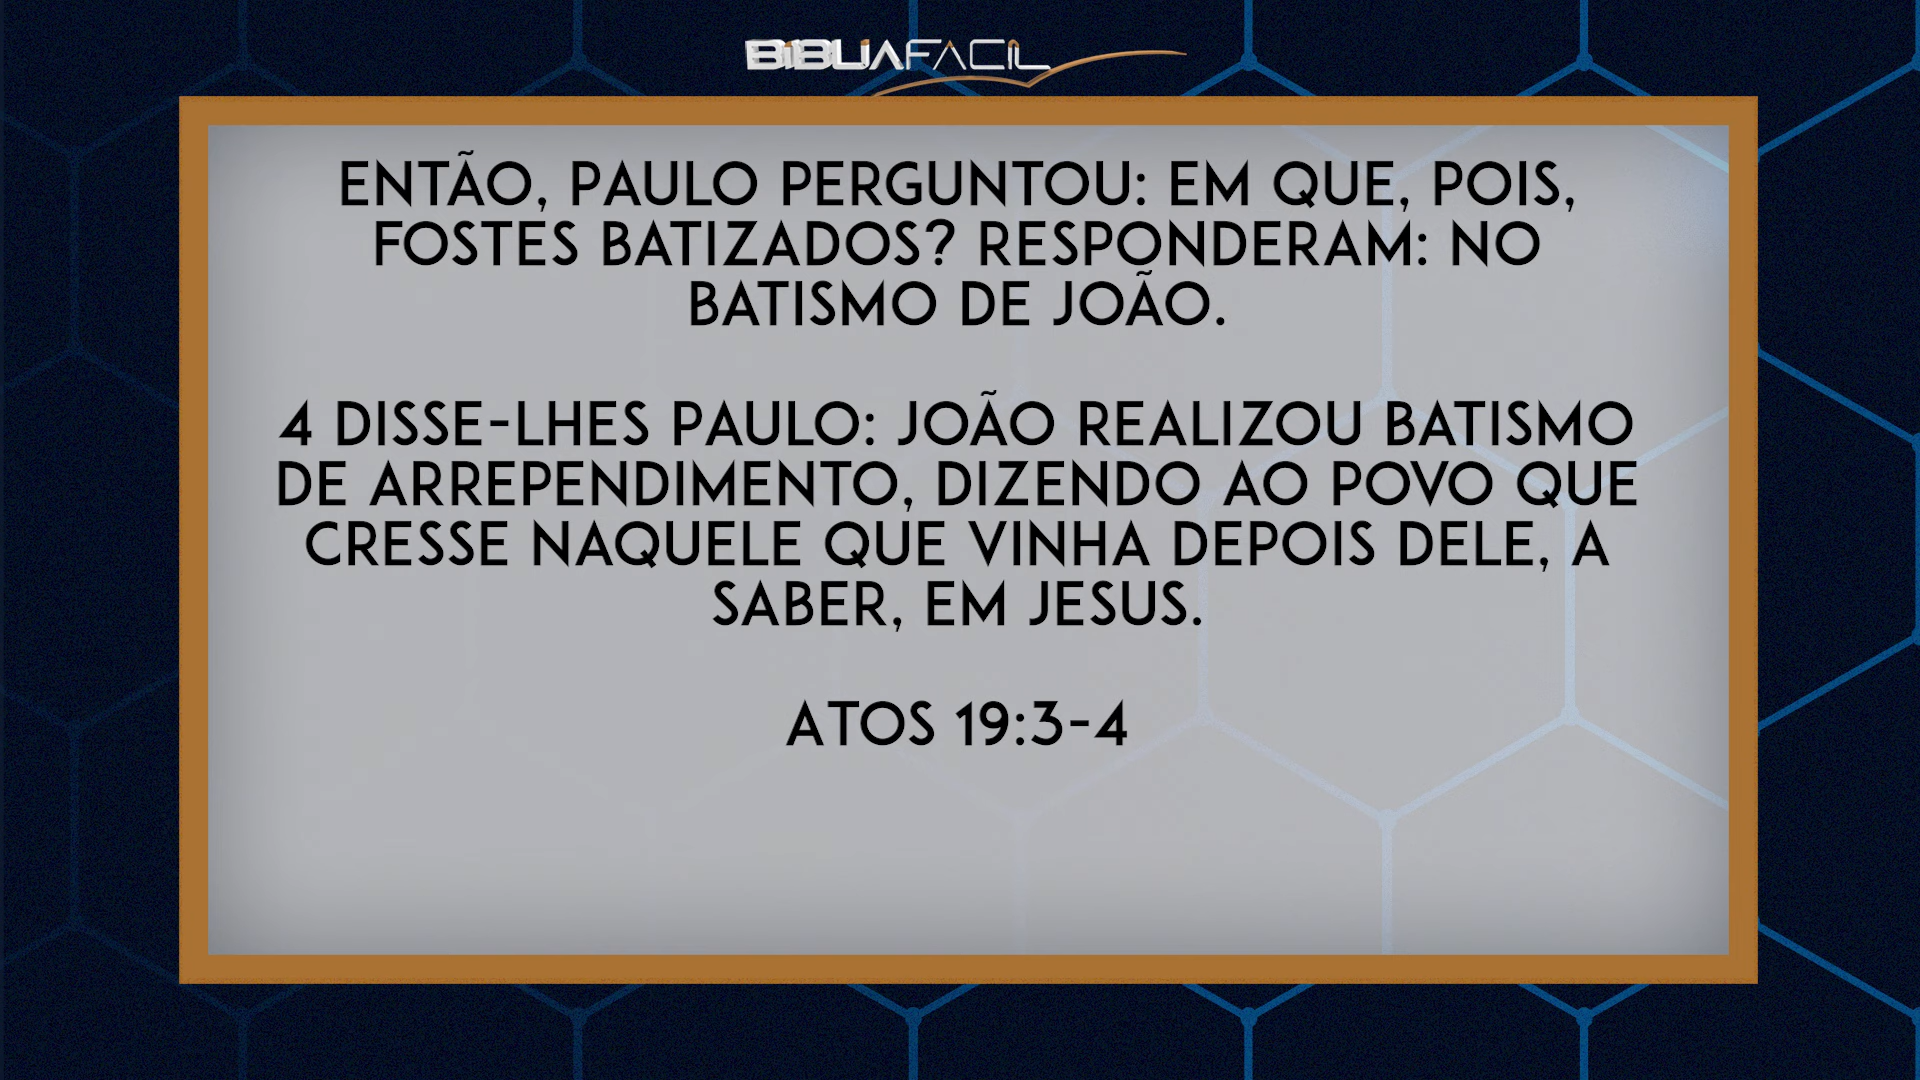 BÍBLIAFÁCIL
ENTÃO, PAULO PERGUNTOU: EM QUE, POIS,
FOSTES BATIZADOS? RESPONDERAM: NO
BATISMO DE JOÃO.
4 DISSE-LHES PAULO: JOÃO REALIZOU BATISMO
DE ARREPENDIMENTO, DIZENDO AO POVO QUE
CRESSE NAQUELE QUE VINHA DEPOIS DELE, A
SABER, EM JESUS.
ATOS 19:3-4